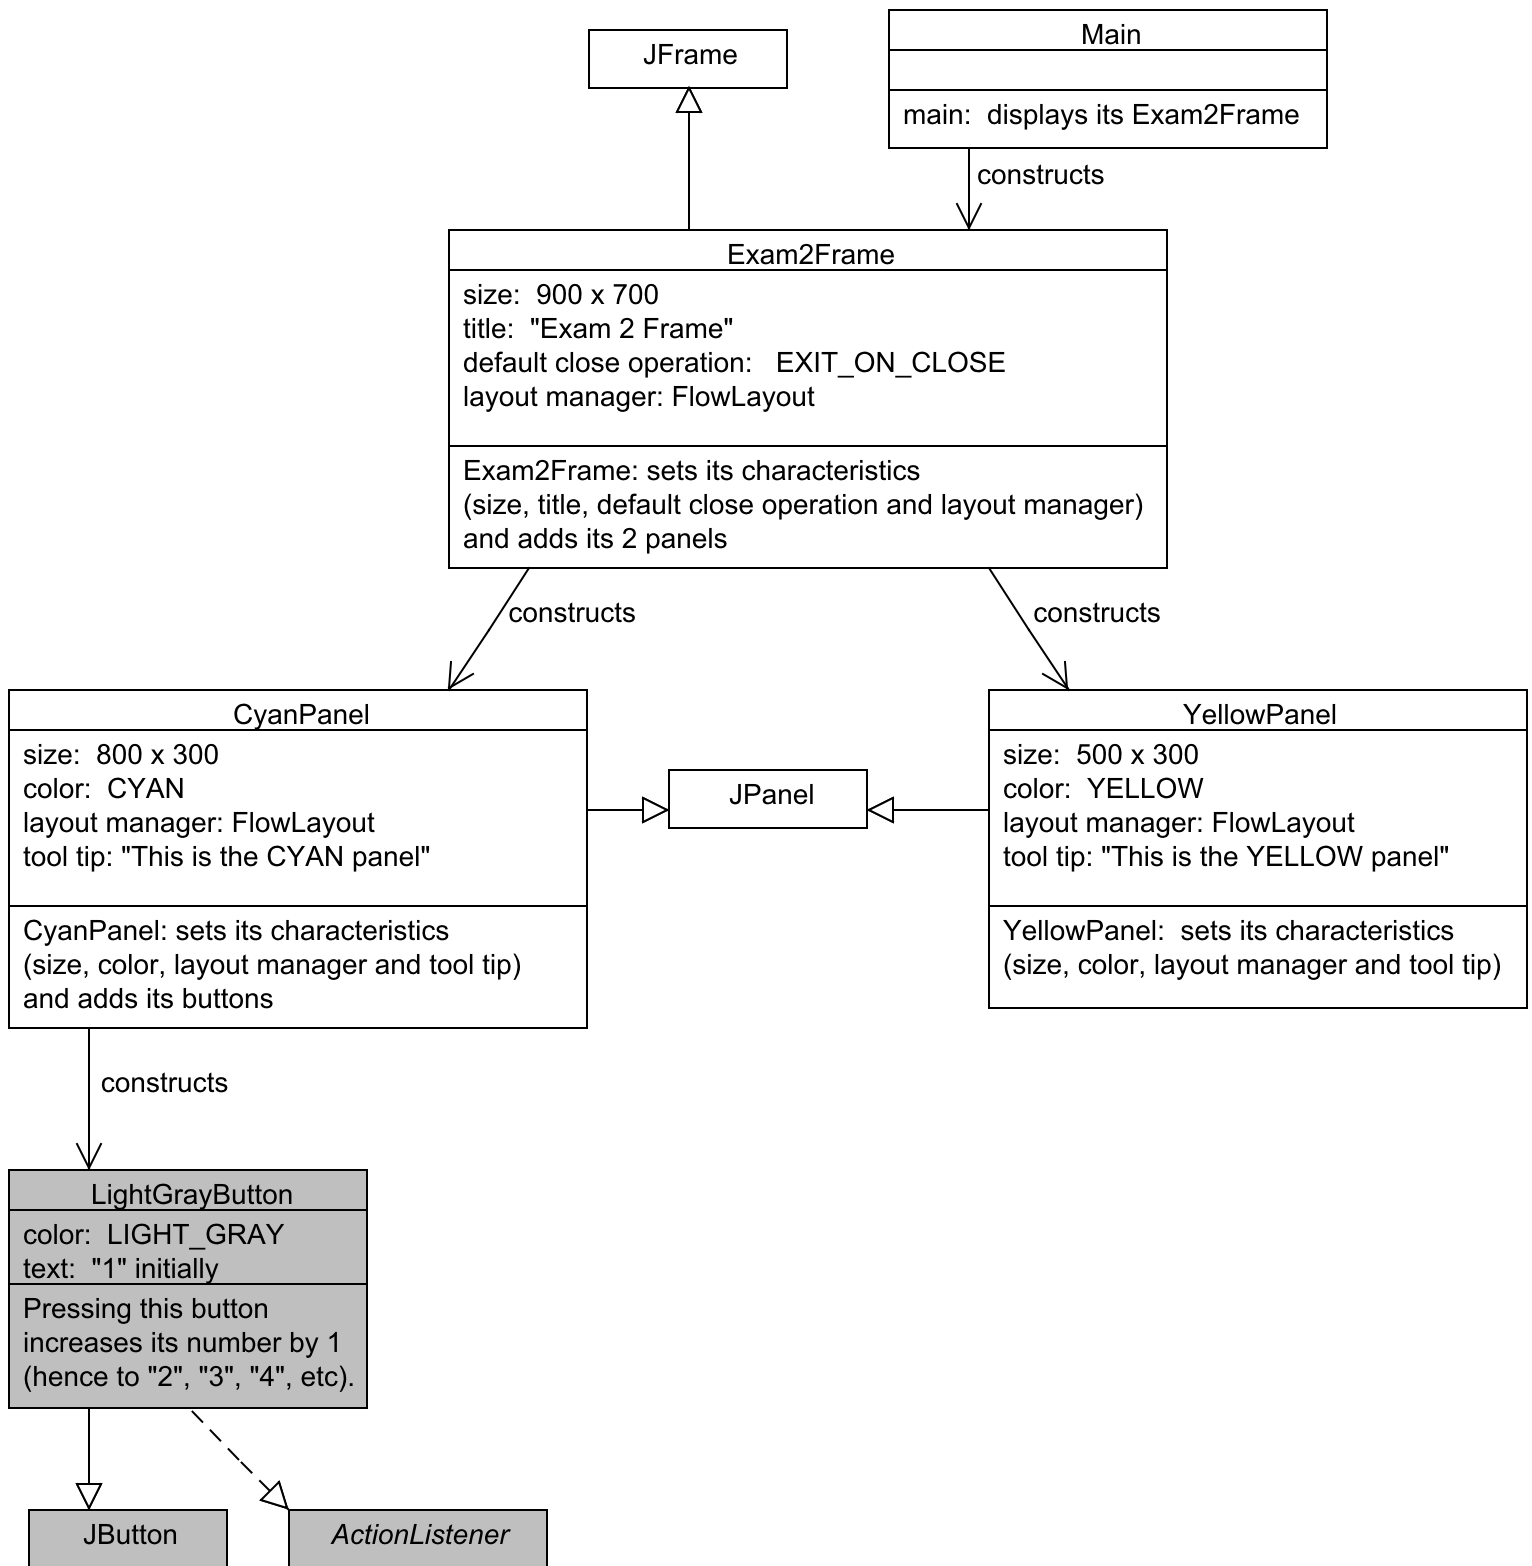 JFrame
Main
main:  displays its Exam2Frame
constructs
Exam2Frame
size:  900 x 700
title:  "Exam 2 Frame"
default close operation:   EXIT_ON_CLOSE
layout manager: FlowLayout
Exam2Frame: sets its characteristics
(size, title, default close operation and layout manager)
and adds its 2 panels
constructs
constructs
CyanPanel
size:  800 x 300
color:  CYAN
layout manager: FlowLayout
tool tip: "This is the CYAN panel"
CyanPanel: sets its characteristics
(size, color, layout manager and tool tip)
and adds its buttons
JPanel
YellowPanel
size:  500 x 300
color:  YELLOW
layout manager: FlowLayout
tool tip: "This is the YELLOW panel"
YellowPanel:  sets its characteristics
(size, color, layout manager and tool tip)
constructs
LightGrayButton
color:  LIGHT_GRAY
text:  "1" initially
Pressing this button
increases its number by 1
(hence to "2", "3", "4", etc).
JButton
ActionListener